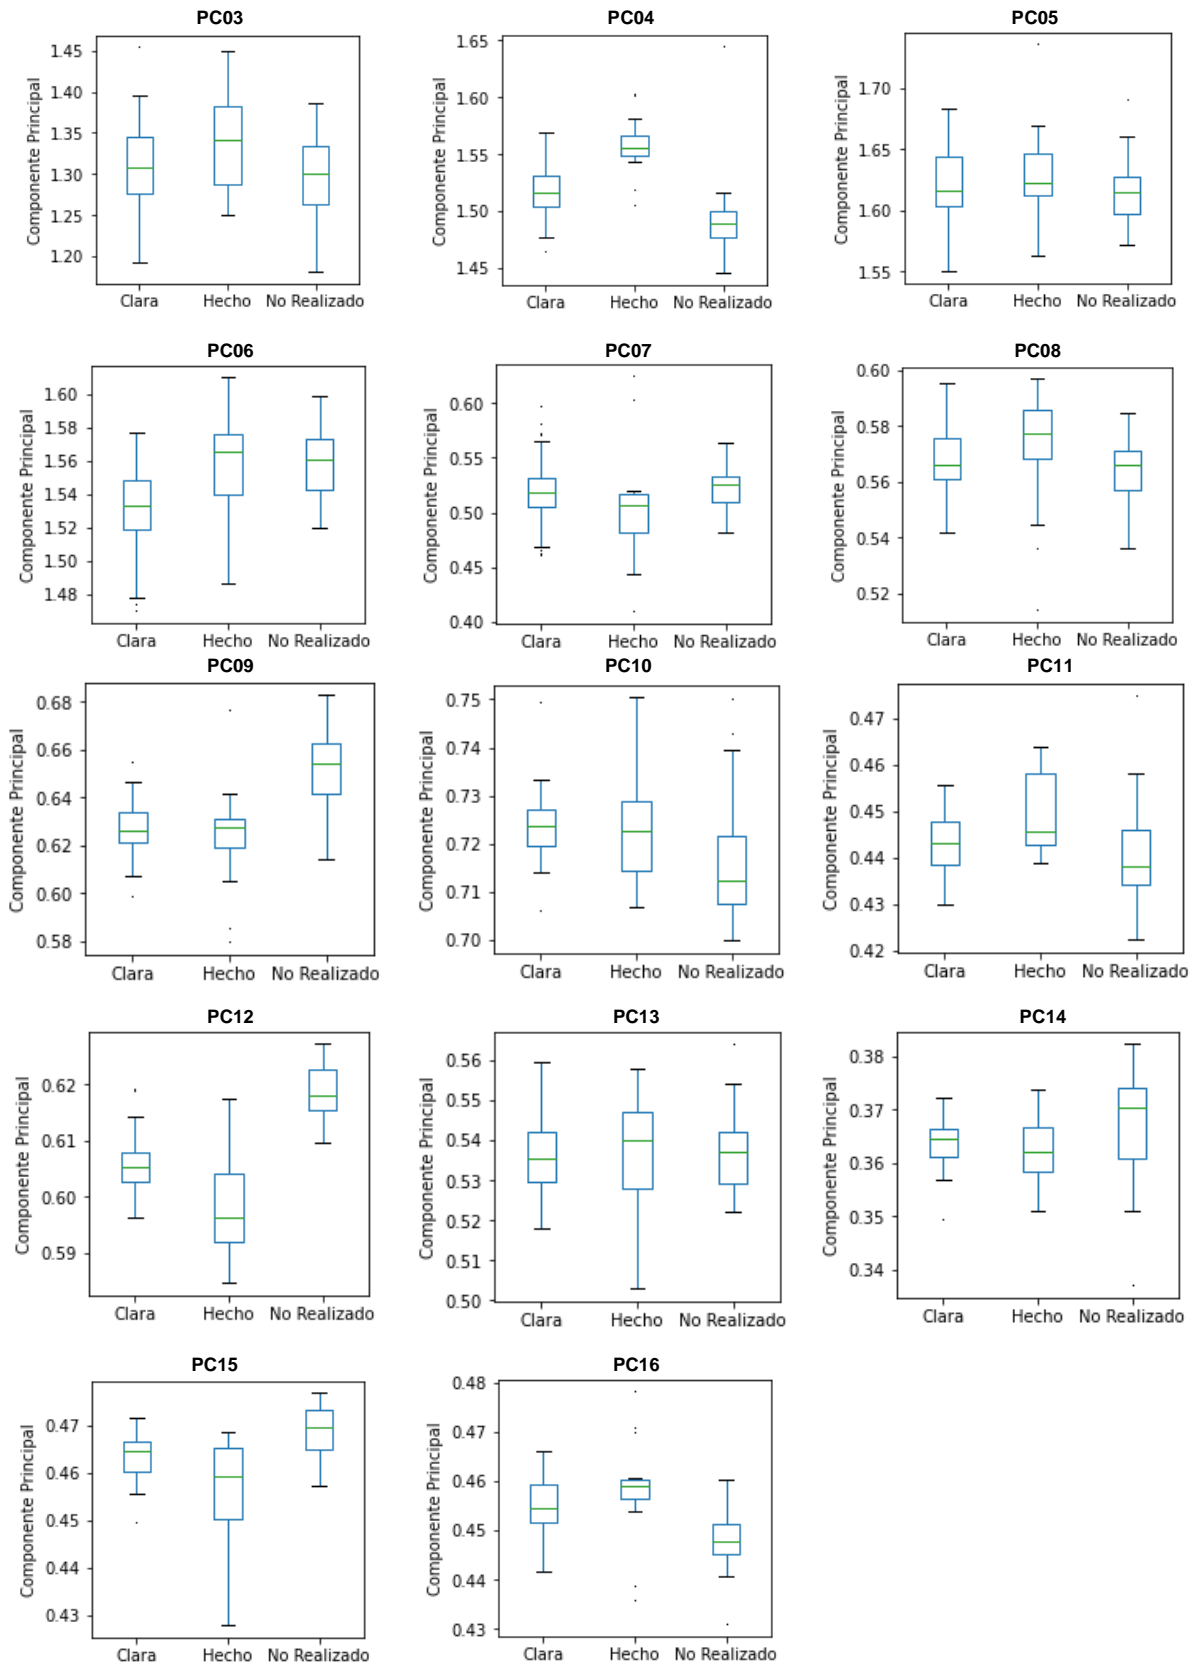 PC03
1.45
1.40
1.35
1.30
1.25
1.20
Componente Principal
Clara Hecho No Realizado
PC04
1.65
1.60
1.55
1.50
1.45
Componente Principal
Clara Hecho No Realizado
PC05
1.70
1.65
1.60
1.55
Componente Principal
Clara Hecho No Realizado
PC06
1.60
1.58
1.56
1.54
1.52
1.50
1.48
Componente Principal
Clara Hecho No Realizado
PC07
0.60
0.55
0.50
0.45
0.40
Componente Principal
Clara Hecho No Realizado
PC08
0.60
0.58
0.56
0.54
0.52
Componente Principal
Clara Hecho No Realizado
PC09
0.68
0.66
0.64
0.62
0.60
0.58
Componente Principal
Clara Hecho No Realizado
PC10
0.75
0.74
0.73
0.72
0.71
0.70
Componente Principal
Clara Hecho No Realizado
PC11
0.47
0.46
0.45
0.44
0.43
0.42
Componente Principal
Clara Hecho No Realizado
PC12
0.62
0.61
0.60
0.59
Componente Principal
Clara Hecho No Realizado
PC13
0.56
0.55
0.54
0.53
0.52
0.51
0.50
Componente Principal
Clara Hecho No Realizado
PC14
0.38
0.37
0.36
0.35
0.34
Componente Principal
Clara Hecho No Realizado
PC15
0.47
0.46
0.45
0.44
0.43
Componente Principal
Clara Hecho No Realizado
PC16
0.48
0.47
0.46
0.45
0.44
0.43
Componente Principal
Clara Hecho No Realizado